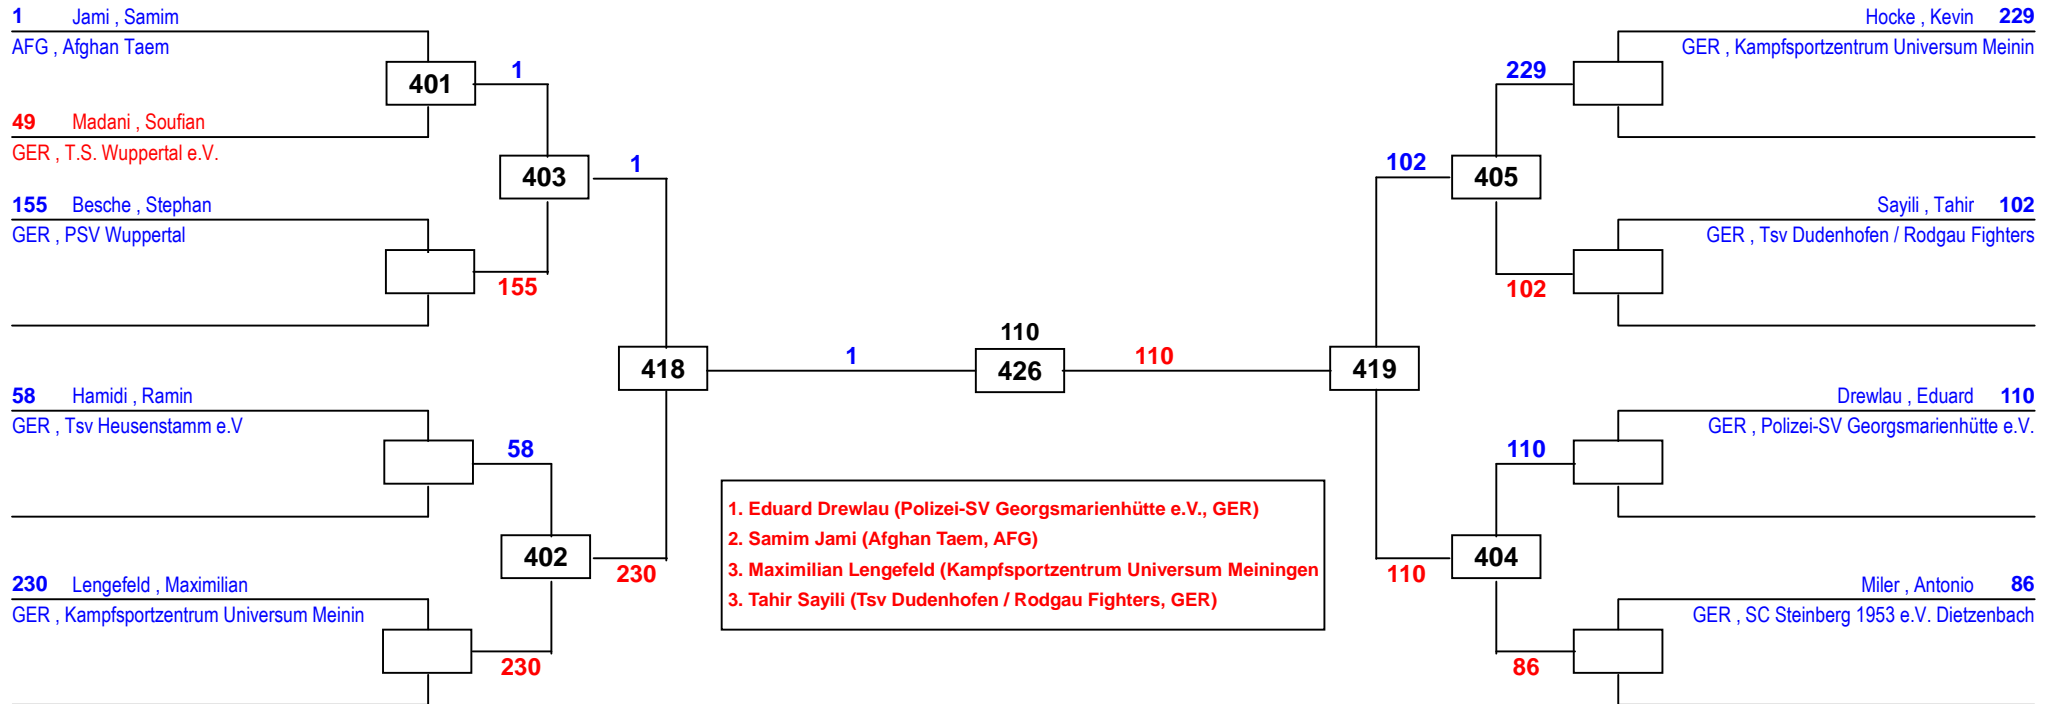 1 Jami , Samim
AFG , Afghan Taem
401
1
49 Madani , Soufian
GER , T.S. Wuppertal e.V.
403
1
155 Besche , Stephan
GER , PSV Wuppertal
155
418
1
58 Hamidi , Ramin
GER , Tsv Heusenstamm e.V
58
402
230
230 Lengefeld , Maximilian
GER , Kampfsportzentrum Universum Meinin
230
110
426
110
1. Eduard Drewlau (Polizei-SV Georgsmarienhütte e.V., GER)
2. Samim Jami (Afghan Taem, AFG)
3. Maximilian Lengefeld (Kampfsportzentrum Universum Meiningen
3. Tahir Sayili (Tsv Dudenhofen / Rodgau Fighters, GER)
Hocke , Kevin 229
GER , Kampfsportzentrum Universum Meinin
229
102
405
Sayili , Tahir 102
GER , Tsv Dudenhofen / Rodgau Fighters
102
419
Drewlau , Eduard 110
GER , Polizei-SV Georgsmarienhütte e.V.
110
404
110
Miler , Antonio 86
GER , SC Steinberg 1953 e.V. Dietzenbach
86